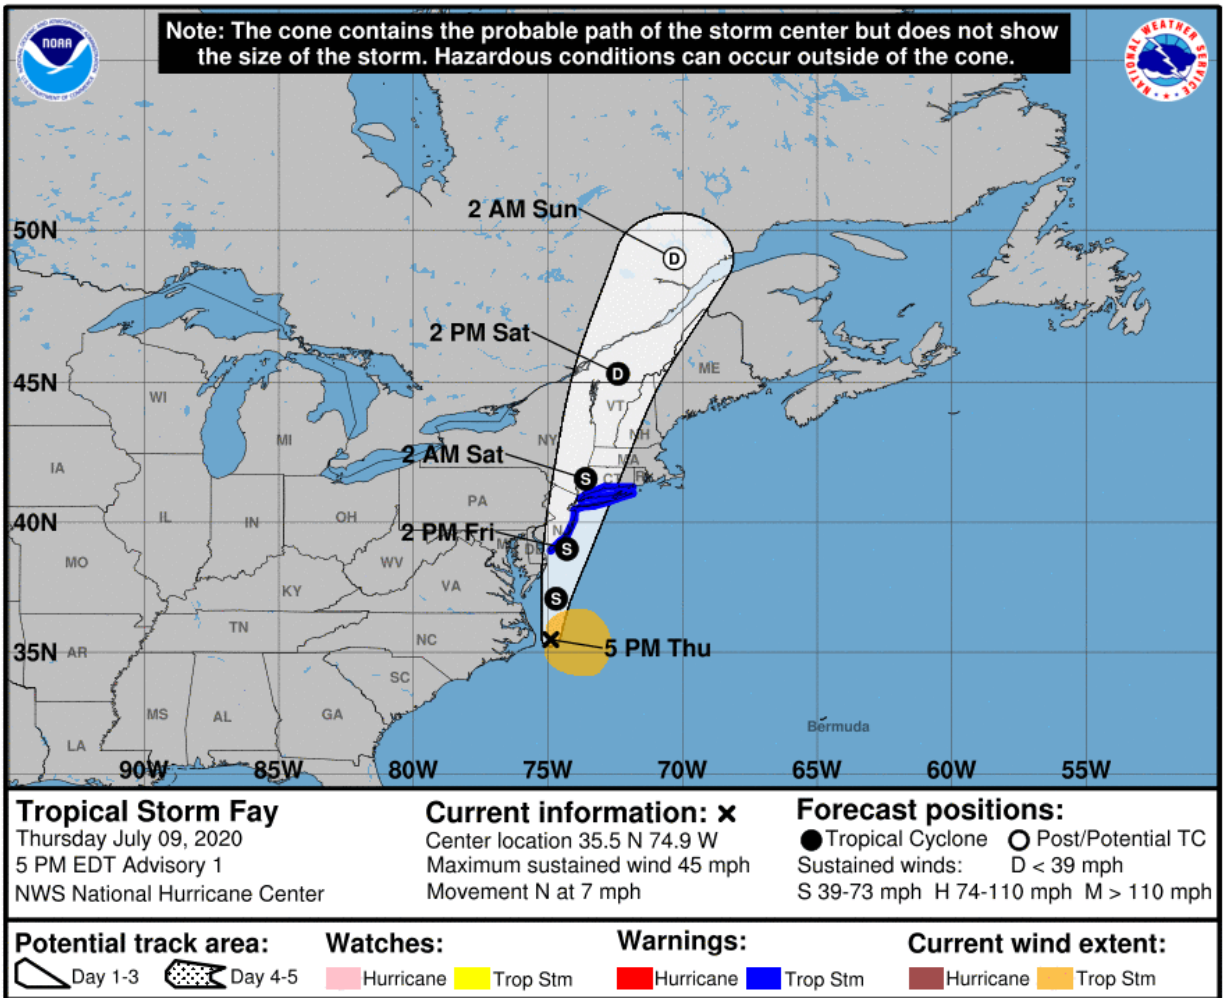 Note: The cone contains the probable path of the storm center but does not show
the size of the storm. Hazardous conditions can occur outside of the cone.
NOAA
NATIONAL WEATHER SERVICE
2 AM Sun
50N
D
2 PM Sat
D
ME
45N
WI
VT
MI
NY
NH
2 AM Sat
MA
IA
S
CT
PA
40N
IL
IN
OH
2 PM Fri
S
MO
WV
VA
KY
S
TN
NC
5 PM Thu
35N
AR
SC
MS
AL
GA
Bermuda
LA
90W 85W 80W 75W 70W 65W 60W 55W
Tropical Storm Fay
Thursday July 09, 2020
5 PM EDT Advisory 1
NWS National Hurricane Center
Current information: ✕
Center location 35.5 N 74.9 W
Maximum sustained wind 45 mph
Movement N at 7 mph
Forecast positions:
Tropical Cyclone Post/Potential TC
Sustained winds: D < 39 mph
S 39-73 mph H 74-110 mph M > 110 mph
Potential track area:
Day 1-3 Day 4-5
Watches:
Hurricane Trop Stm
Warnings:
Hurricane Trop Stm
Current wind extent:
Hurricane Trop Stm